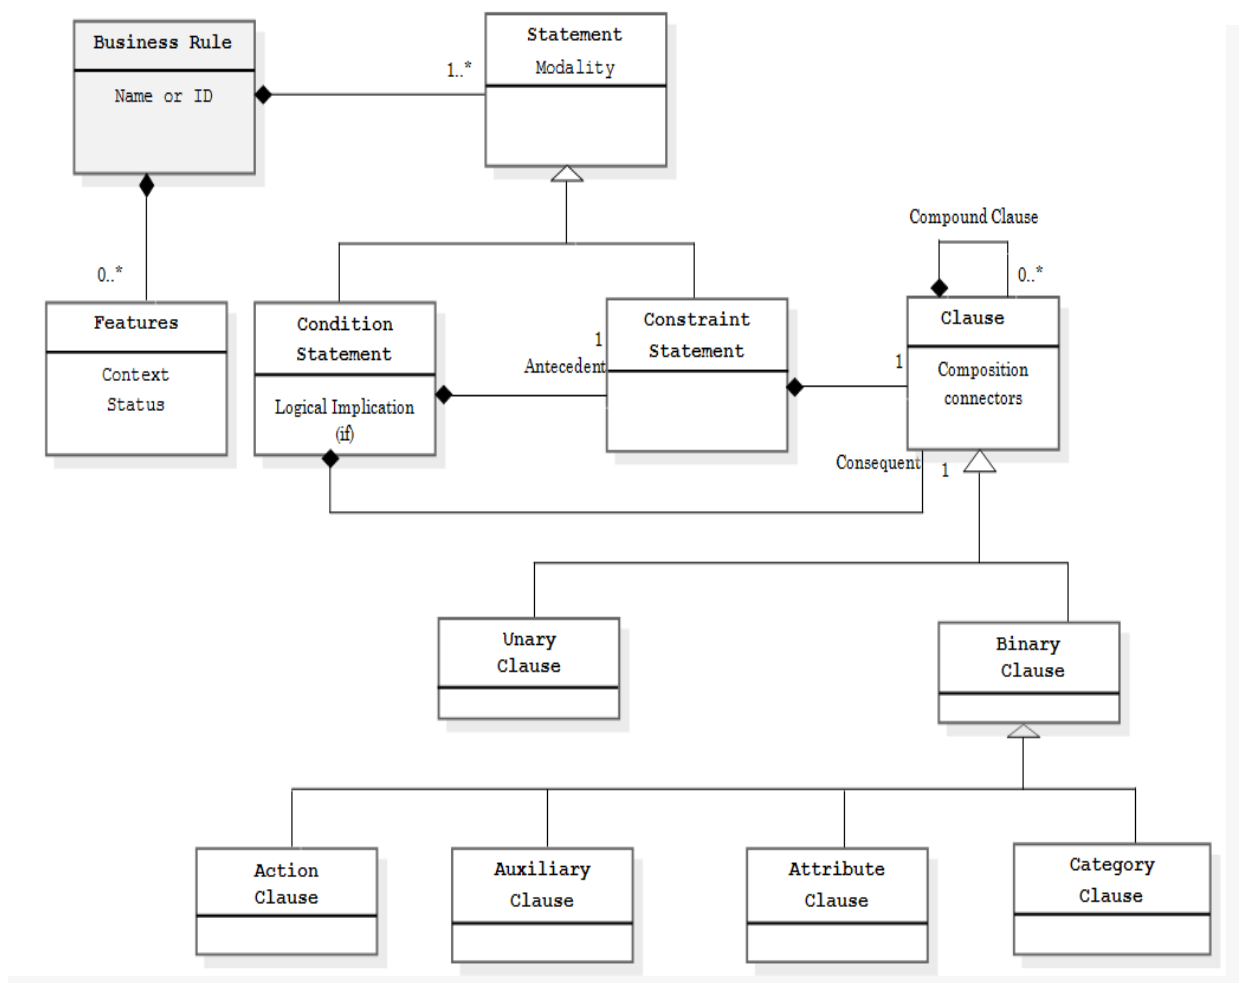 Business Rule
Name or ID
1..*
Statement
Modality
0..*
Features
Context
Status
Condition
Statement
Logical Implication
(if)
1
Antecedent
Constraint
Statement
Compound Clause
0..*
1
Clause
Composition
connectors
Consequent
1
Unary
Clause
Binary
Clause
Action
Clause
Auxiliary
Clause
Attribute
Clause
Category
Clause